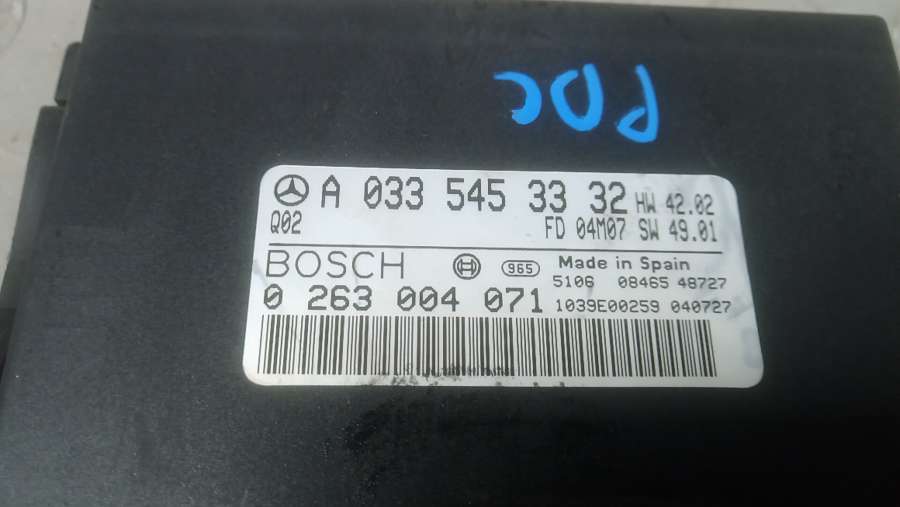 PDC
A 033 545 33 32 HW 42.02
Q02 FD 04M07 SW 49.01
BOSCH 965 Made in Spain
5106 08465 48727
0 263 004 071 1039E00259 040727